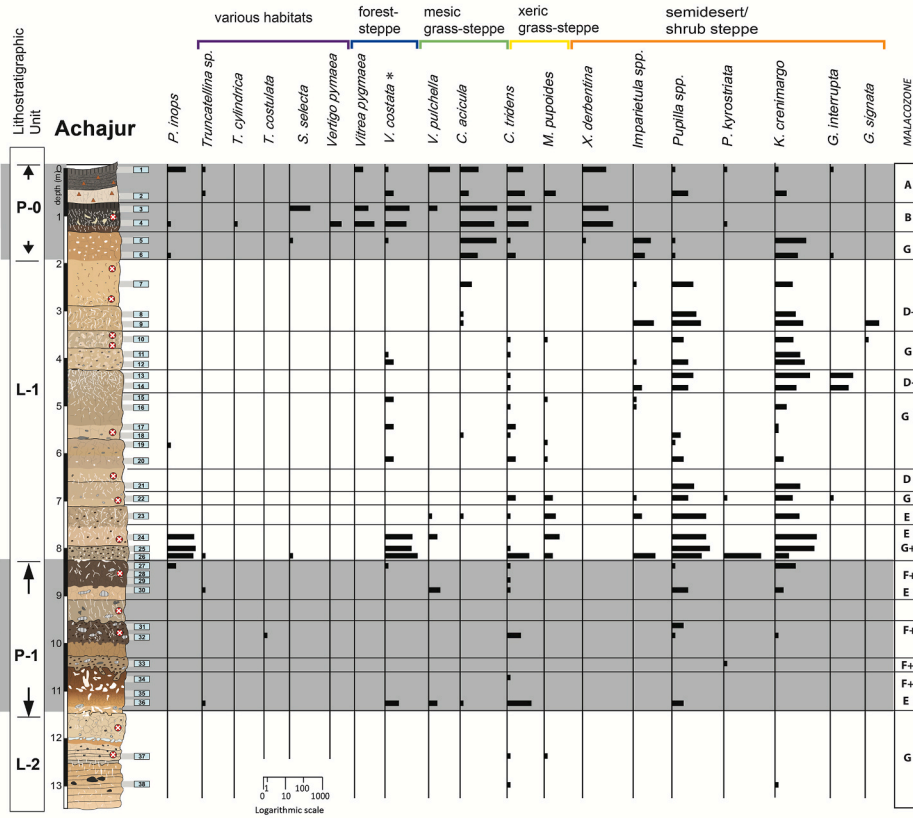 various habitats
forest-
steppe
mesic
grass-steppe
xeric
grass-steppe
semidesert/
shrub steppe
Lithostratigraphic
Unit
Achajur
P. inops
Truncatellina sp.
T. cylindrica
T. costulata
S. selecta
Vertigo pymaea
Vitrea pygmaea
V. costata *
V. pulchella
C. acicula
C. tridens
M. pupoides
X. derbentina
Imparietula spp.
Pupilla spp.
P. kyrostriata
K. crenimargo
G. interrupta
G. signata
MALACOZONE
depth (m)
0
1
2
3
4
5
6
7
8
9
10
11
12
13
P-0
L-1
P-1
L-2
1
2
3
4
5
6
7
8
9
10
11
12
13
14
15
16
17
18
19
20
21
22
23
24
25
26
27
28
29
30
31
32
33
34
35
36
37
38
A
B
G
D-
G
D-
G
D
G
E
E
G+
F+
E
F+
F+
F+
E
G
1 10 100 1000
Logarithmic scale